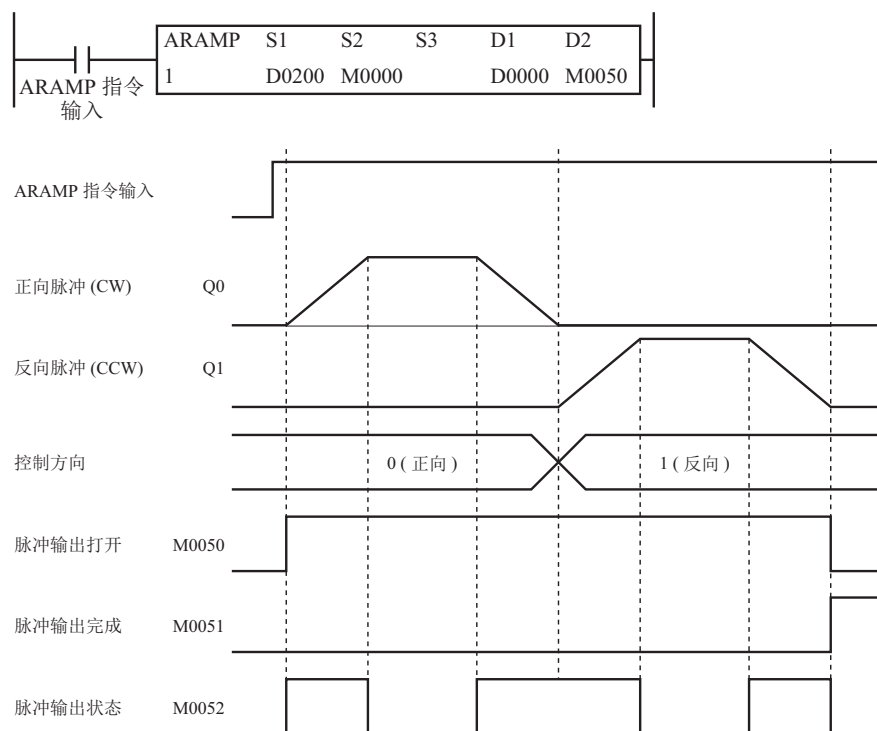 ARAMP S1 S2 S3 D1 D2
1 D0200 M0000 D0000 M0050
ARAMP 指令
输入
ARAMP 指令输入
正向脉冲 (CW) Q0
反向脉冲 (CCW) Q1
控制方向 0 ( 正向 ) 1 ( 反向 )
脉冲输出打开 M0050
脉冲输出完成 M0051
脉冲输出状态 M0052